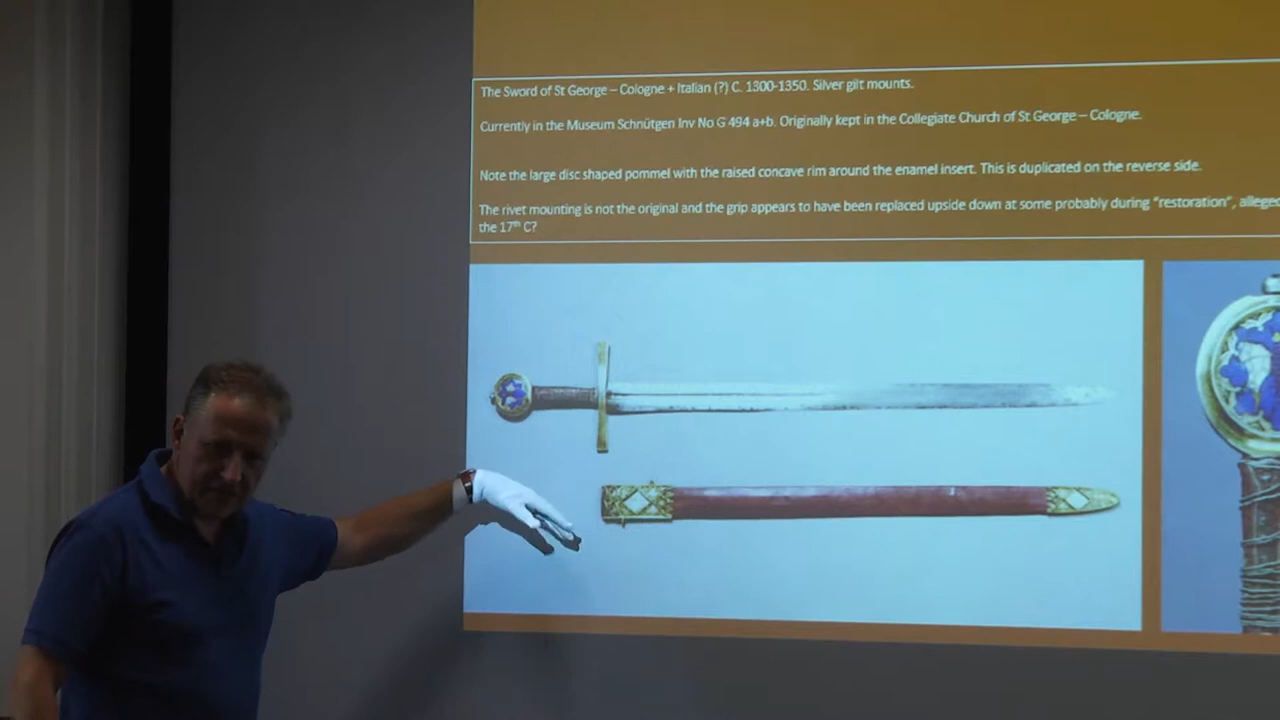 The Sword of St George – Cologne + Italian (?) C. 1300-1350. Silver gilt mounts.
Currently in the Museum Schnütgen Inv No G 494 a+b. Originally kept in the Collegiate Church of St George – Cologne.
Note the large disc shaped pommel with the raised concave rim around the enamel insert. This is duplicated on the reverse side.
The rivet mounting is not the original and the grip appears to have been replaced upside down at some probably during "restoration",
the 17th C?